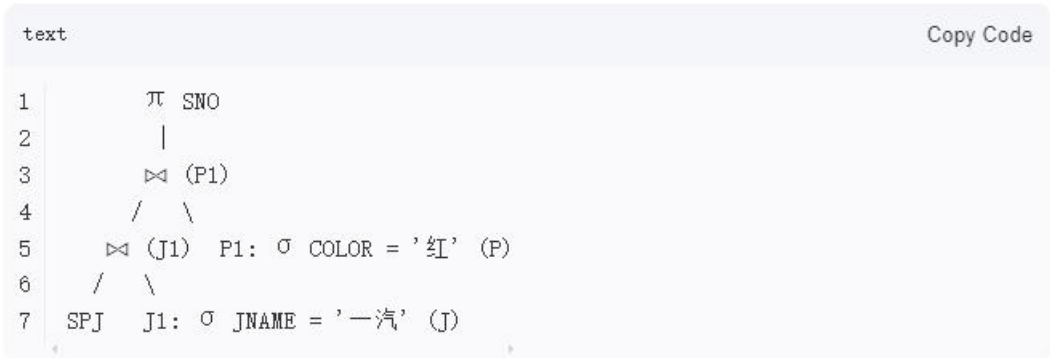 text Copy Code
1 π SNO
2 |
3 ⋈ (P1)
4 / \
5 ⋈ (J1) P1: σ COLOR = '红' (P)
6 / \
7 SPJ J1: σ JNAME = '一汽' (J)